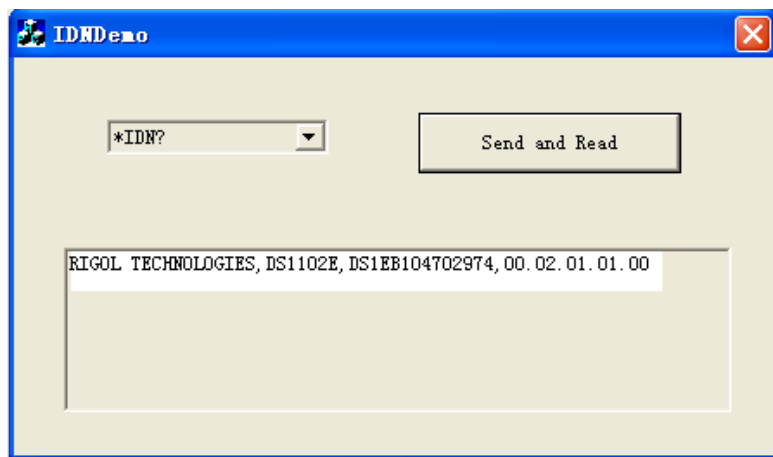 IDNDemo
*IDN?
Send and Read
RIGOL TECHNOLOGIES,DS1102E,DS1EB104702974,00.02.01.01.00